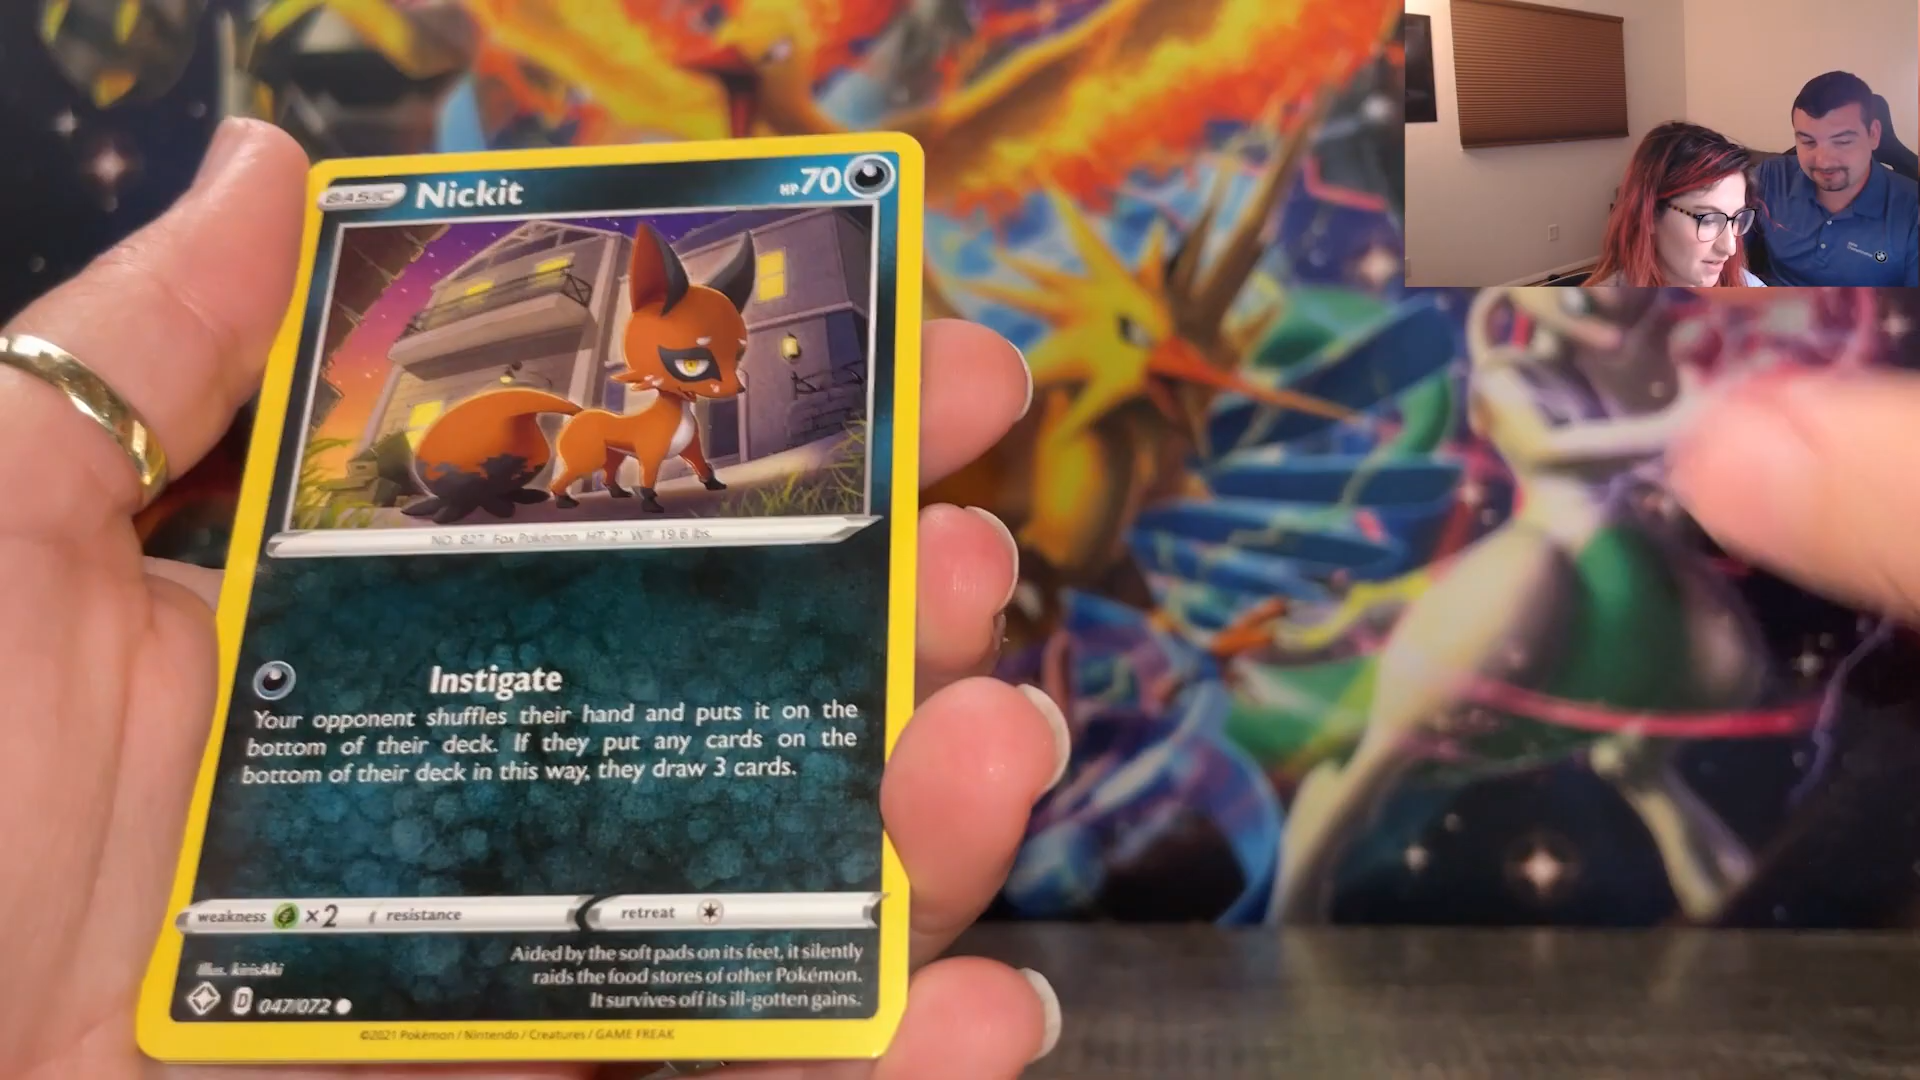 BASIC Nickit HP 70
NO. 827 Fox Pokémon HT: 2' WT: 19.6 lbs.
Instigate
Your opponent shuffles their hand and puts it on the
bottom of their deck. If they put any cards on the
bottom of their deck in this way, they draw 3 cards.
weakness ×2 resistance retreat
Aided by the soft pads on its feet, it silently
raids the food stores of other Pokémon.
It survives off its ill-gotten gains.
Illus. kirisAki
D 047/072
©2021 Pokémon / Nintendo / Creatures / GAME FREAK